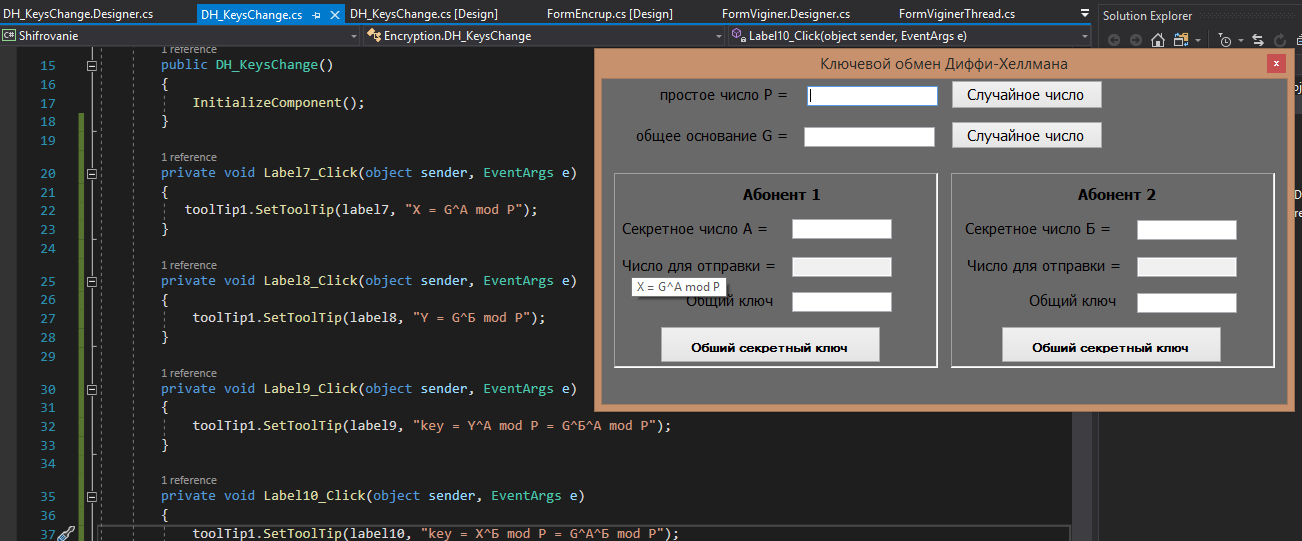 DH_KeysChange.Designer.cs DH_KeysChange.cs DH_KeysChange.cs [Design] FormEncrup.cs [Design] FormViginer.Designer.cs FormViginerThread.cs
Solution Explorer
Shifrovanie Encryption.DH_KeysChange Label10_Click(object sender, EventArgs e)
1 reference
15 public DH_KeysChange()
16 {
17 InitializeComponent();
18 }
19
1 reference
20 private void Label7_Click(object sender, EventArgs e)
21 {
22 toolTip1.SetToolTip(label7, "X = G^A mod P");
23 }
24
1 reference
25 private void Label8_Click(object sender, EventArgs e)
26 {
27 toolTip1.SetToolTip(label8, "Y = G^Б mod P");
28 }
29
1 reference
30 private void Label9_Click(object sender, EventArgs e)
31 {
32 toolTip1.SetToolTip(label9, "key = Y^A mod P = G^Б^A mod P");
33 }
34
1 reference
35 private void Label10_Click(object sender, EventArgs e)
36 {
37 toolTip1.SetToolTip(label10, "key = X^Б mod P = G^A^Б mod P");
Ключевой обмен Диффи-Хеллмана
простое число P = Случайное число
общее основание G = Случайное число
Абонент 1
Секретное число А =
Число для отправки =
X = G^A mod P
Общий ключ
Общий секретный ключ
Абонент 2
Секретное число Б =
Число для отправки =
Общий ключ
Общий секретный ключ